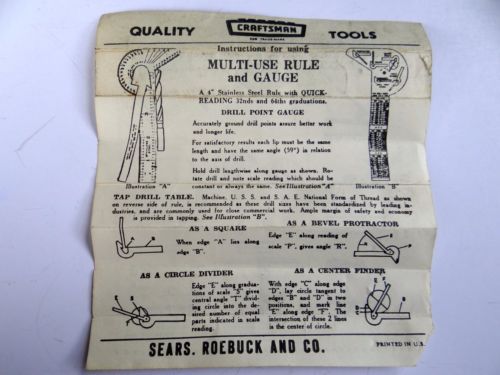 QUALITY CRAFTSMAN TOOLS
Instructions for using
MULTI-USE RULE
and GAUGE
A 4" Stainless Steel Rule with QUICK-
READING 32nds and 64th graduations.
DRILL POINT GAUGE
Accurately ground drill points assure better work
and longer life.
For satisfactory results each lip must be the
same length and have the same angle (59°) in relation
to the axis of drill.
Hold drill lengthwise along gauge as shown. Ro-
tate drill and note scale reading which should be
constant or always the same. See Illustration "A"
Illustration "A"
Illustration "B"
TAP DRILL TABLE. Machine, U. S. S. and S. A. E. National Form of Thread as shown
on reverse side of rule, is recommended as these drill sizes have been standardized by leading in-
dustries, and are commonly used for close commercial work. Ample margin of safety and economy
is provided in tapping. See Illustration "B".
AS A SQUARE
When edge "A" lies along
edge "B".
AS A BEVEL PROTRACTOR
Edge "E" along reading of
scale "P", gives angle "R".
AS A CIRCLE DIVIDER
Edge "E" along gradua-
tions of scale "S" gives
central angle "T" divid-
ing circle into the de-
sired number of equal
parts indicated in scale
reading.
AS A CENTER FINDER
With edge "C" along edge
"D", lay circle tangent to
edges "B" and "D" in two
positions, and mark line
"E" along edge "F". The
intersection of these 2 lines
is the center of circle.
SEARS, ROEBUCK AND CO.
PRINTED IN U.S.